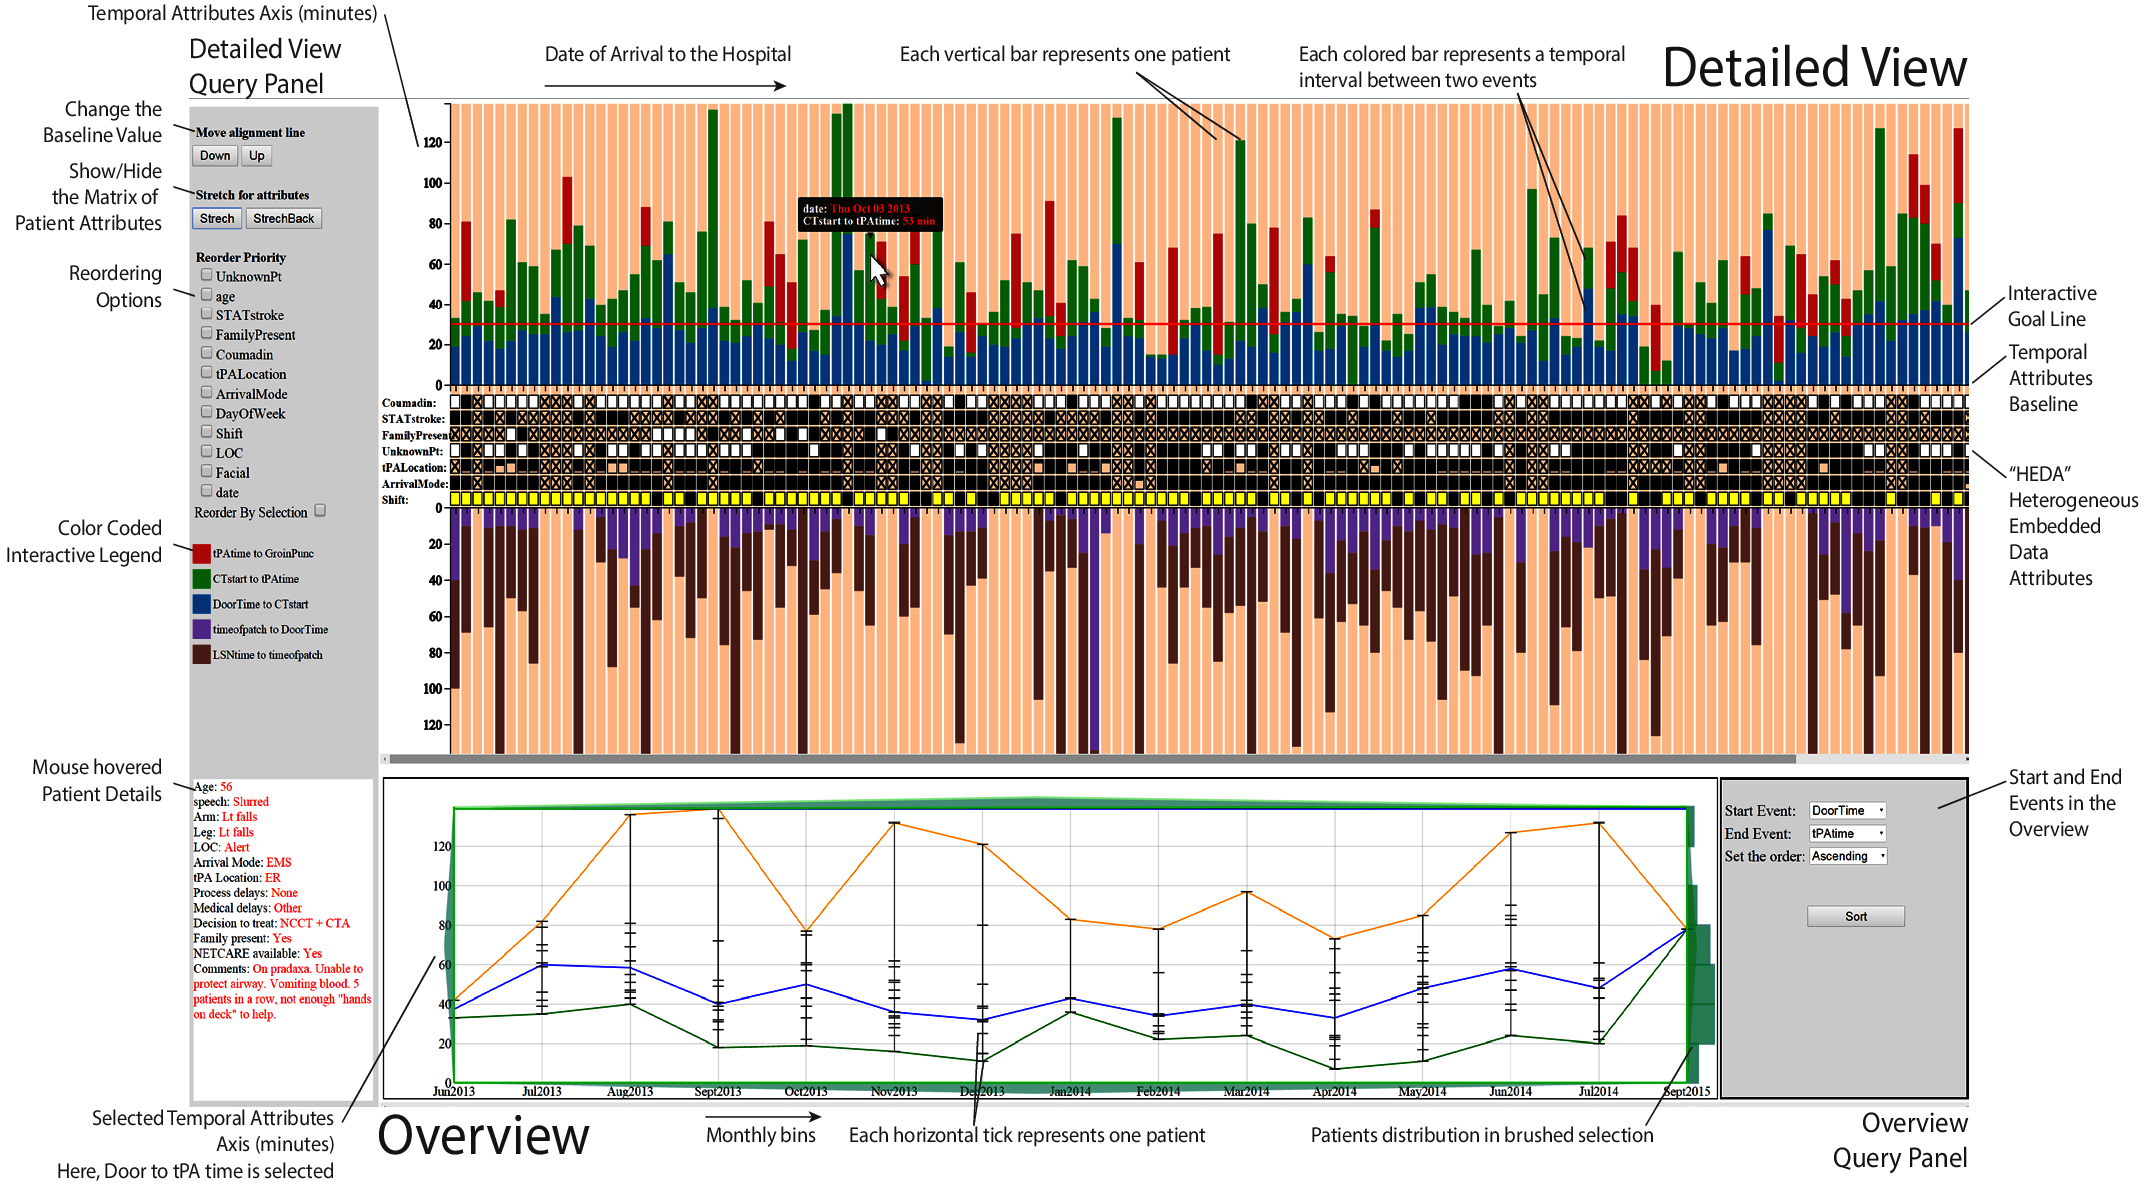 Temporal Attributes Axis (minutes)
Detailed View
Query Panel
Date of Arrival to the Hospital
Each vertical bar represents one patient
Each colored bar represents a temporal
interval between two events
Detailed View
Change the
Baseline Value
Show/Hide
the Matrix of
Patient Attributes
Reordering
Options
Color Coded
Interactive Legend
Mouse hovered
Patient Details
Move alignment line
Down Up
Stretch for attributes
Strech StrechBack
Reorder Priority
UnknownPt
age
STATstroke
FamilyPresent
Coumadin
tPALocation
ArrivalMode
DayOfWeek
Shift
LOC
Facial
date
Reorder By Selection
tPAtime to GroinPunc
CTstart to tPAtime
DoorTime to CTstart
timeofpatch to DoorTime
LSNtime to timeofpatch
120
100
80
60
40
20
0
date: Thu Oct 03 2013
CTstart to tPAtime: 53 min
Coumadin:
STATstroke:
FamilyPresent
UnknownPt:
tPALocation:
ArrivalMode:
Shift:
0
20
40
60
80
100
120
Interactive
Goal Line
Temporal
Attributes
Baseline
“HEDA”
Heterogeneous
Embedded
Data
Attributes
Age: 56
speech: Slurred
Arm: Lt falls
Leg: Lt falls
LOC: Alert
Arrival Mode: EMS
tPA Location: ER
Process delays: None
Medical delays: Other
Decision to treat: NCCT + CTA
Family present: Yes
NETCARE available: Yes
Comments: On pradaxa. Unable to
protect airway. Vomiting blood. 5
patients in a row, not enough "hands
on deck" to help.
120
100
80
60
40
20
0
Jun2013 Jul2013 Aug2013 Sept2013 Oct2013 Nov2013 Dec2013 Jan2014 Feb2014 Mar2014 Apr2014 May2014 Jun2014 Jul2014 Sept2015
Start Event: DoorTime
End Event: tPAtime
Set the order: Ascending
Sort
Start and End
Events in the
Overview
Selected Temporal Attributes
Axis (minutes)
Here, Door to tPA time is selected
Overview
Monthly bins
Each horizontal tick represents one patient
Patients distribution in brushed selection
Overview
Query Panel